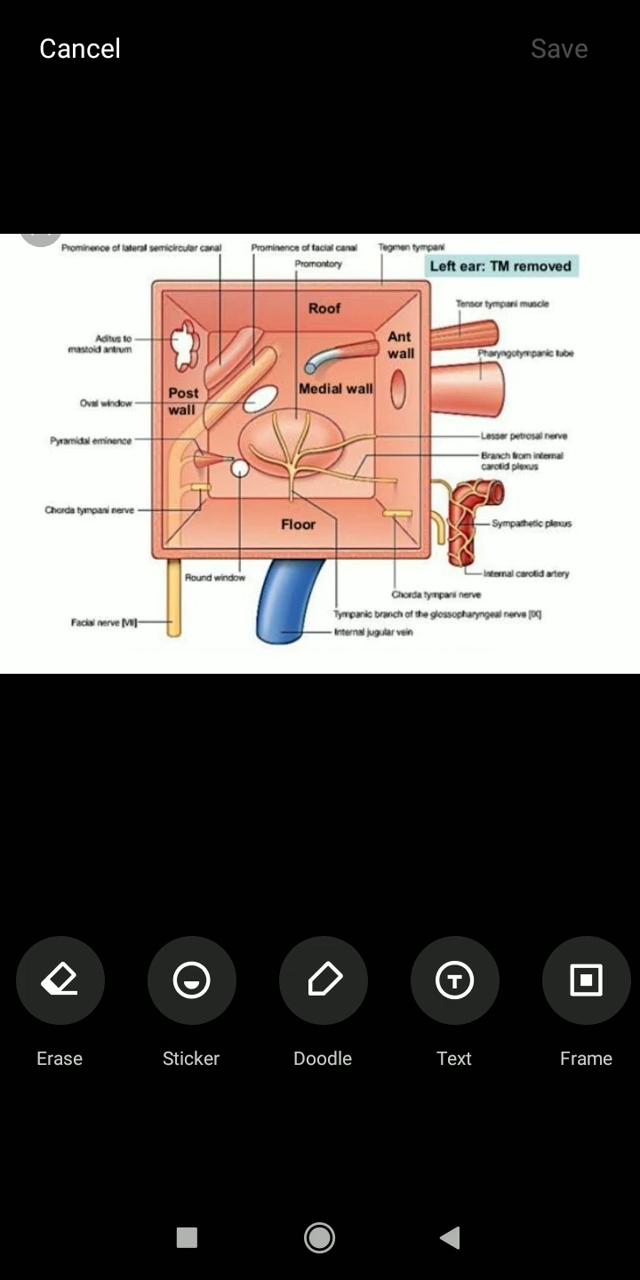 Cancel
Save
Prominence of lateral semicircular canal
Prominence of facial canal
Tegmen tympani
Promontory
Left ear: TM removed
Roof
Tensor tympani muscle
Aditus to
mastoid antrum
Ant
wall
Pharyngotympanic tube
Post
wall
Medial wall
Oval window
Pyramidal eminence
Lesser petrosal nerve
Branch from internal
carotid plexus
Chorda tympani nerve
Floor
Sympathetic plexus
Round window
Internal carotid artery
Chorda tympani nerve
Tympanic branch of the glossopharyngeal nerve [IX]
Facial nerve [VII]
Internal jugular vein
Erase
Sticker
Doodle
Text
Frame